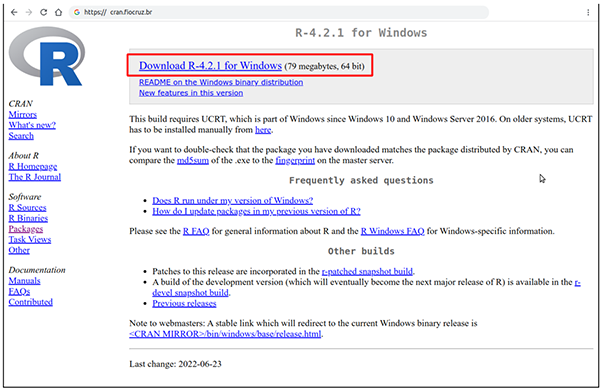 https:// cran.fiocruz.br
R
R-4.2.1 for Windows
Download R-4.2.1 for Windows (79 megabytes, 64 bit)
README on the Windows binary distribution
New features in this version
CRAN
Mirrors
What's new?
Search
About R
R Homepage
The R Journal
Software
R Sources
R Binaries
Packages
Task Views
Other
Documentation
Manuals
FAQs
Contributed
This build requires UCRT, which is part of Windows since Windows 10 and Windows Server 2016. On older systems, UCRT
has to be installed manually from here.
If you want to double-check that the package you have downloaded matches the package distributed by CRAN, you can
compare the md5sum of the .exe to the fingerprint on the master server.
Frequently asked questions
• Does R run under my version of Windows?
• How do I update packages in my previous version of R?
Please see the R FAQ for general information about R and the R Windows FAQ for Windows-specific information.
Other builds
• Patches to this release are incorporated in the r-patched snapshot build.
• A build of the development version (which will eventually become the next major release of R) is available in the r-
devel snapshot build.
• Previous releases
Note to webmasters: A stable link which will redirect to the current Windows binary release is
<CRAN MIRROR>/bin/windows/base/release.html.
Last change: 2022-06-23